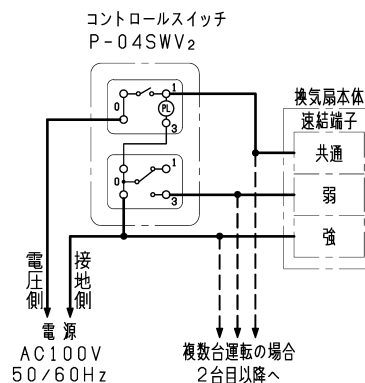 コントロールスイッチ
P-04SWV2
0
1
PL
3
0
1
3
換気扇本体
速結端子
共通
弱
強
電圧側
接地側
電源
AC100V
50/60Hz
複数台運転の場合
2台目以降へ